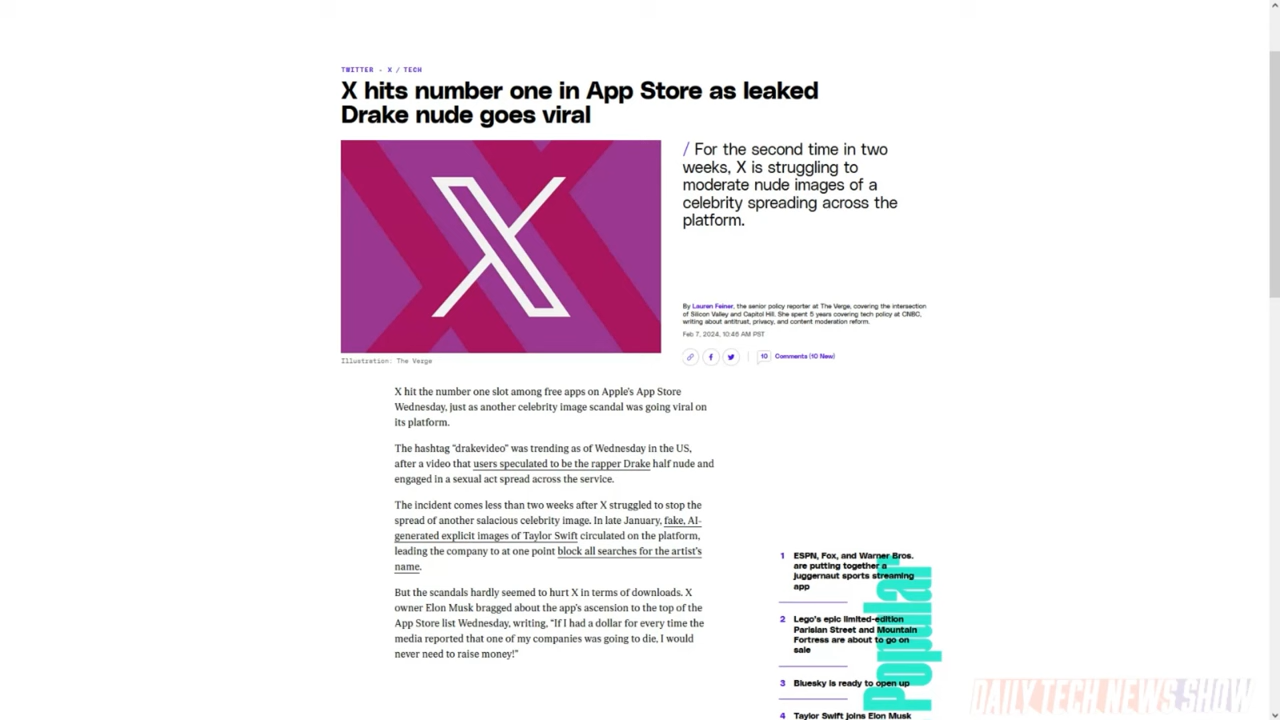 TWITTER - X / TECH
X hits number one in App Store as leaked
Drake nude goes viral
/ For the second time in two
weeks, X is struggling to
moderate nude images of a
celebrity spreading across the
platform.
By Lauren Feiner, the senior policy reporter at The Verge, covering the intersection
of Silicon Valley and Capitol Hill. She spent 5 years covering tech policy at CNBC,
writing about antitrust, privacy, and content moderation reform.
Feb 7, 2024, 10:46 AM PST
10 Comments (10 New)
Illustration: The Verge
X hit the number one slot among free apps on Apple's App Store
Wednesday, just as another celebrity image scandal was going viral on
its platform.
The hashtag "drakevideo" was trending as of Wednesday in the US,
after a video that users speculated to be the rapper Drake half nude and
engaged in a sexual act spread across the service.
The incident comes less than two weeks after X struggled to stop the
spread of another salacious celebrity image. In late January, fake, AI-
generated explicit images of Taylor Swift circulated on the platform,
leading the company to at one point block all searches for the artist's
name.
But the scandals hardly seemed to hurt X in terms of downloads. X
owner Elon Musk bragged about the app's ascension to the top of the
App Store list Wednesday, writing, "If I had a dollar for every time the
media reported that one of my companies was going to die, I would
never need to raise money!"
Popular
1 ESPN, Fox, and Warner Bros.
are putting together a
juggernaut sports streaming
app
2 Lego's epic limited-edition
Parisian Street and Mountain
Fortress are about to go on
sale
3 Bluesky is ready to open up
4 Taylor Swift joins Elon Musk
DAILY TECH NEWS SHOW